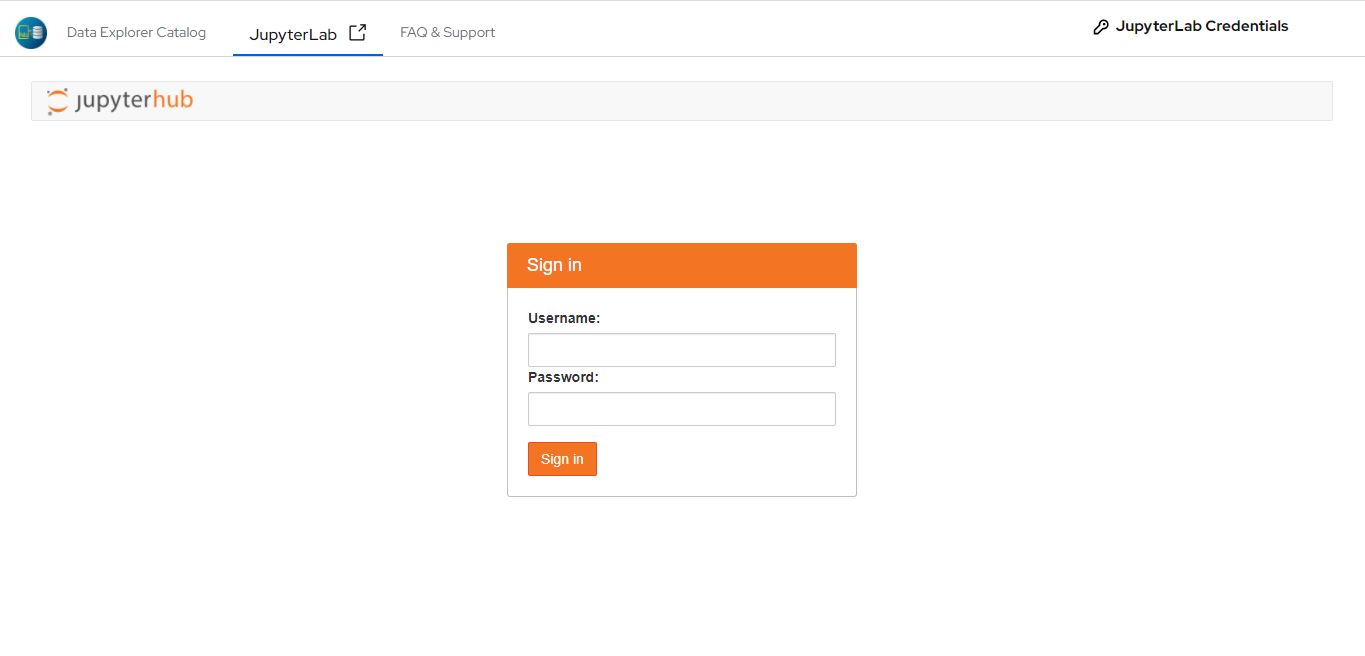 Data Explorer Catalog
JupyterLab
FAQ & Support
JupyterLab Credentials
jupyterhub
Sign in
Username:
Password:
Sign in